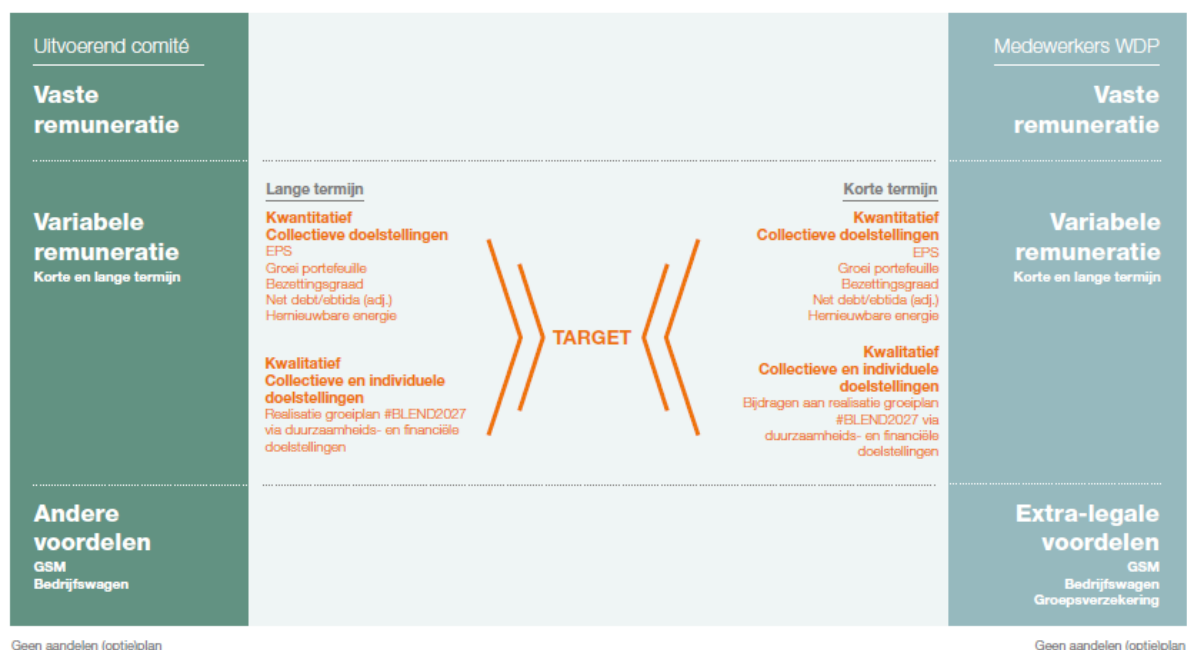 Uitvoerend comité
Vaste
remuneratie
Variabele
remuneratie
Korte en lange termijn
Andere
voordelen
GSM
Bedrijfswagen
Geen aandelen (optie)plan
Lange termijn
Kwantitatief
Collectieve doelstellingen
EPS
Groei portefeuille
Bezettingsgraad
Net debt/ebtida (adj.)
Hernieuwbare energie
Kwalitatief
Collectieve en individuele
doelstellingen
Realisatie groeiplan #BLEND2027
via duurzaamheids- en financiële
doelstellingen
TARGET
Korte termijn
Kwantitatief
Collectieve doelstellingen
EPS
Groei portefeuille
Bezettingsgraad
Net debt/ebtida (adj.)
Hernieuwbare energie
Kwalitatief
Collectieve en individuele
doelstellingen
Bijdragen aan realisatie groeiplan
#BLEND2027 via
duurzaamheids- en financiële
doelstellingen
Medewerkers WDP
Vaste
remuneratie
Variabele
remuneratie
Korte en lange termijn
Extra-legale
voordelen
GSM
Bedrijfswagen
Groepsverzekering
Geen aandelen (optie)plan